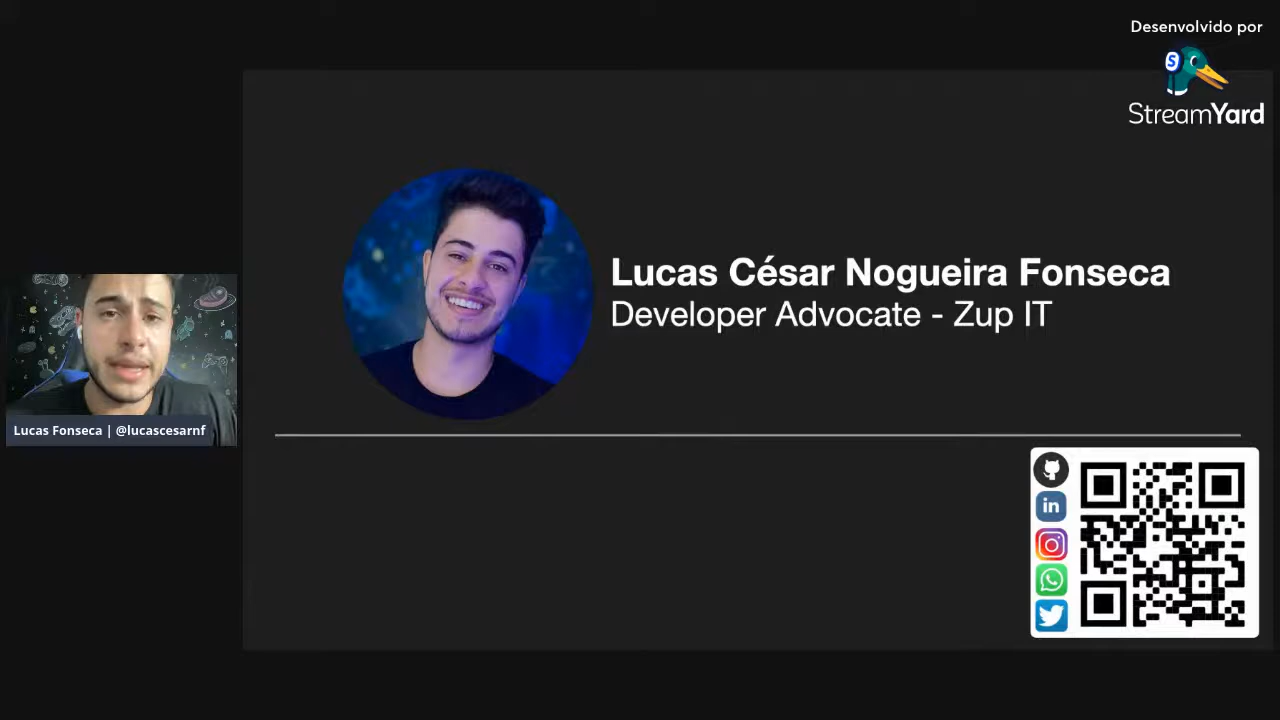 Desenvolvido por
StreamYard
Lucas César Nogueira Fonseca
Developer Advocate - Zup IT
Lucas Fonseca | @lucascesarnf
in